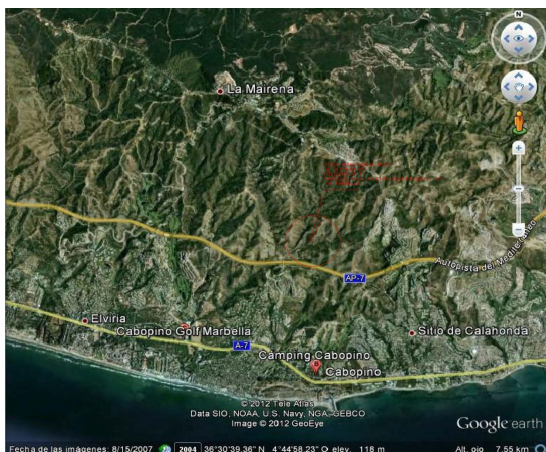 N
La Mairena
Autopista del Mediterráneo
AP-7
Elviria
Cabopino Golf Marbella
A-7
Sitio de Calahonda
Camping Cabopino
Cabopino
© 2012 Tele Atlas
Data SIO, NOAA, U.S. Navy, NGA, GEBCO
Image © 2012 GeoEye
Google earth
Fecha de las imágenes: 8/15/2007 2004 36°30'39.36" N 4°44'58.23" O elev. 118 m Alt. ojo 7.55 km